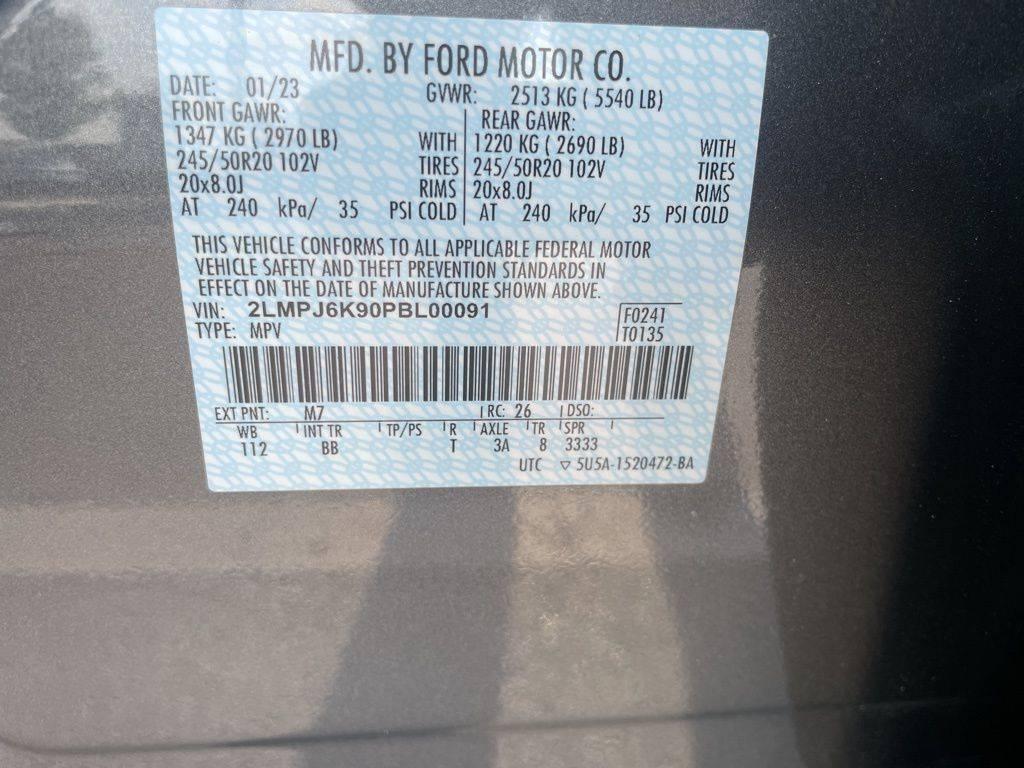 MFD. BY FORD MOTOR CO.
DATE: 01/23 GVWR: 2513 KG ( 5540 LB)
FRONT GAWR: REAR GAWR:
1347 KG ( 2970 LB) WITH 1220 KG ( 2690 LB) WITH
245/50R20 102V TIRES 245/50R20 102V TIRES
20x8.0J RIMS 20x8.0J RIMS
AT 240 kPa/ 35 PSI COLD AT 240 kPa/ 35 PSI COLD
THIS VEHICLE CONFORMS TO ALL APPLICABLE FEDERAL MOTOR
VEHICLE SAFETY AND THEFT PREVENTION STANDARDS IN
EFFECT ON THE DATE OF MANUFACTURE SHOWN ABOVE.
VIN: 2LMPJ6K90PBL00091 F0241
TYPE: MPV T0135
EXT PNT: M7 RC: 26 DSO:
WB INT TR TP/PS R AXLE TR SPR
112 BB T 3A 8 3333
UTC ▽ 5U5A-1520472-BA